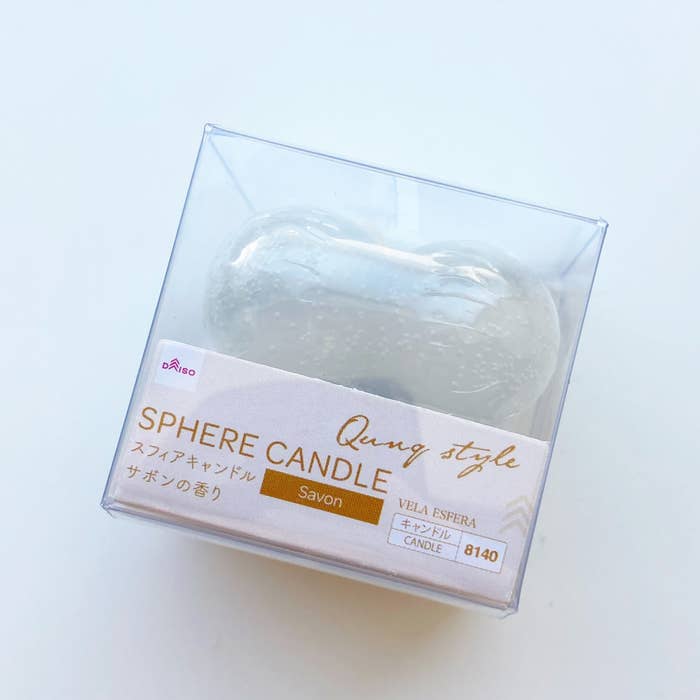 DAISO
SPHERE CANDLE
Qunq style
スフィアキャンドル
サボンの香り
Savon
VELA ESFERA
キャンドル
CANDLE
8140